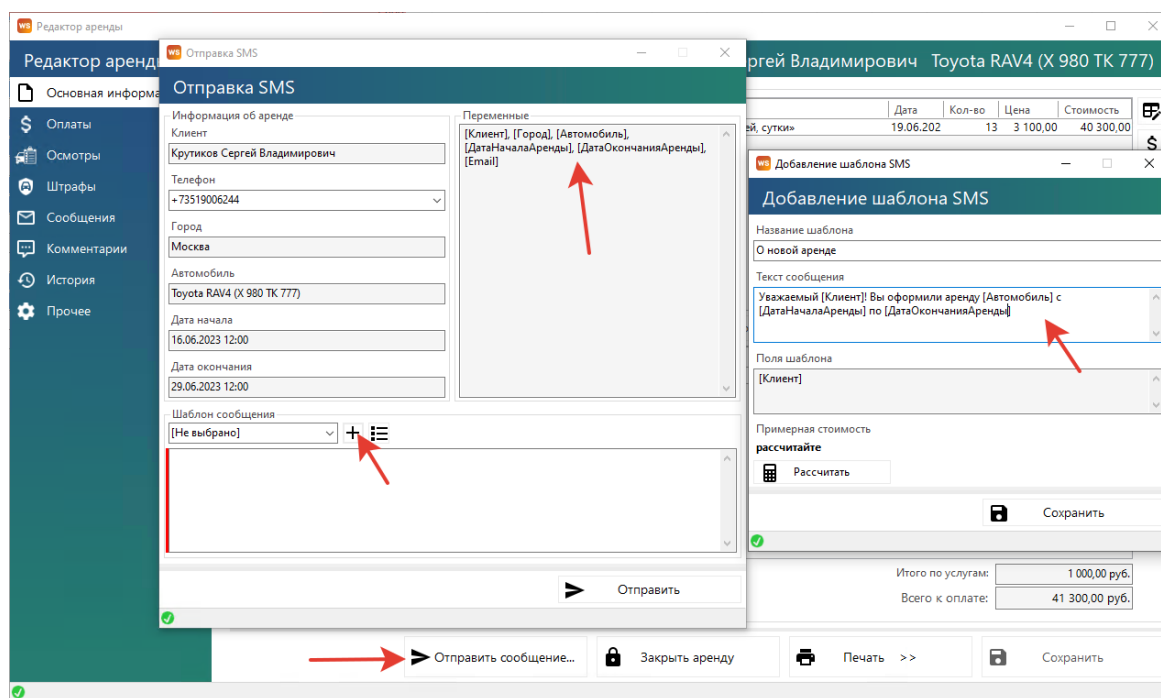 Редактор аренды
Редактор аренды
ргей Владимирович Toyota RAV4 (X 980 TK 777)
Основная информа
Оплаты
Осмотры
Штрафы
Сообщения
Комментарии
История
Прочее
Отправка SMS
Отправка SMS
Информация об аренде
Клиент
Крутиков Сергей Владимирович
Телефон
+73519006244
Город
Москва
Автомобиль
Toyota RAV4 (X 980 TK 777)
Дата начала
16.06.2023 12:00
Дата окончания
29.06.2023 12:00
Переменные
[Клиент], [Город], [Автомобиль],
[ДатаНачалаАренды], [ДатаОкончанияАренды],
[Email]
Шаблон сообщения
[Не выбрано]
Отправить
Дата Кол-во Цена Стоимость
ей, сутки» 19.06.202 13 3 100,00 40 300,00
Добавление шаблона SMS
Добавление шаблона SMS
Название шаблона
О новой аренде
Текст сообщения
Уважаемый [Клиент]! Вы оформили аренду [Автомобиль] с
[ДатаНачалаАренды] по [ДатаОкончанияАренды]
Поля шаблона
[Клиент]
Примерная стоимость
рассчитайте
Рассчитать
Сохранить
Итого по услугам: 1 000,00 руб.
Всего к оплате: 41 300,00 руб.
Отправить сообщение... Закрыть аренду Печать >> Сохранить